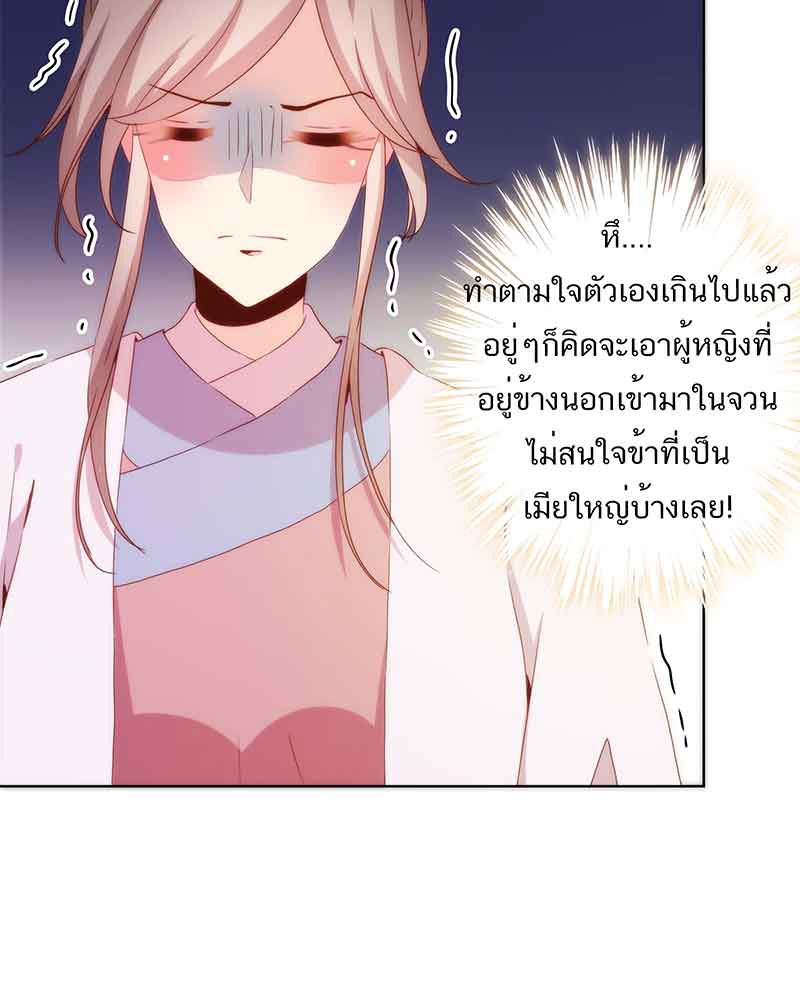 หึ....
ทำตามใจตัวเองเกินไปแล้ว
อยู่ๆก็คิดจะเอาผู้หญิงที่
อยู่ข้างนอกเข้ามาในจวน
ไม่สนใจข้าที่เป็น
เมียใหญ่บ้างเลย!